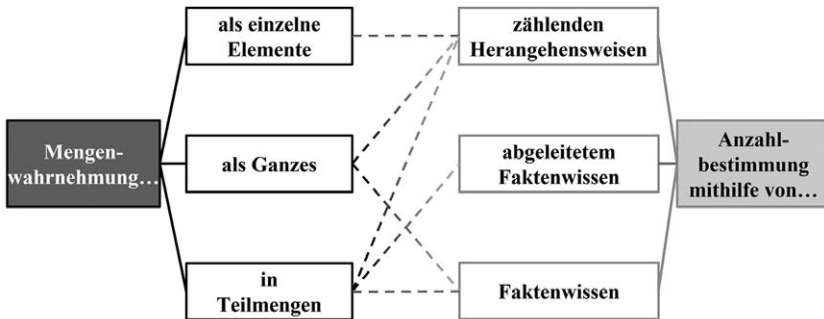 als einzelne
Elemente
zählenden
Herangehensweisen
Mengen-
wahrnehmung…
als Ganzes
abgeleitetem
Faktenwissen
Anzahl-
bestimmung
mithilfe von…
in
Teilmengen
Faktenwissen